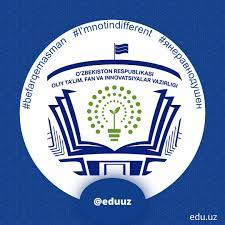 #befarqemasman #I'mnotindifferent #янеравнодушен
O'ZBEKISTON RESPUBLIKASI
OLIY TA'LIM, FAN VA INNOVATSIYALAR VAZIRLIGI
@eduuz
edu.uz